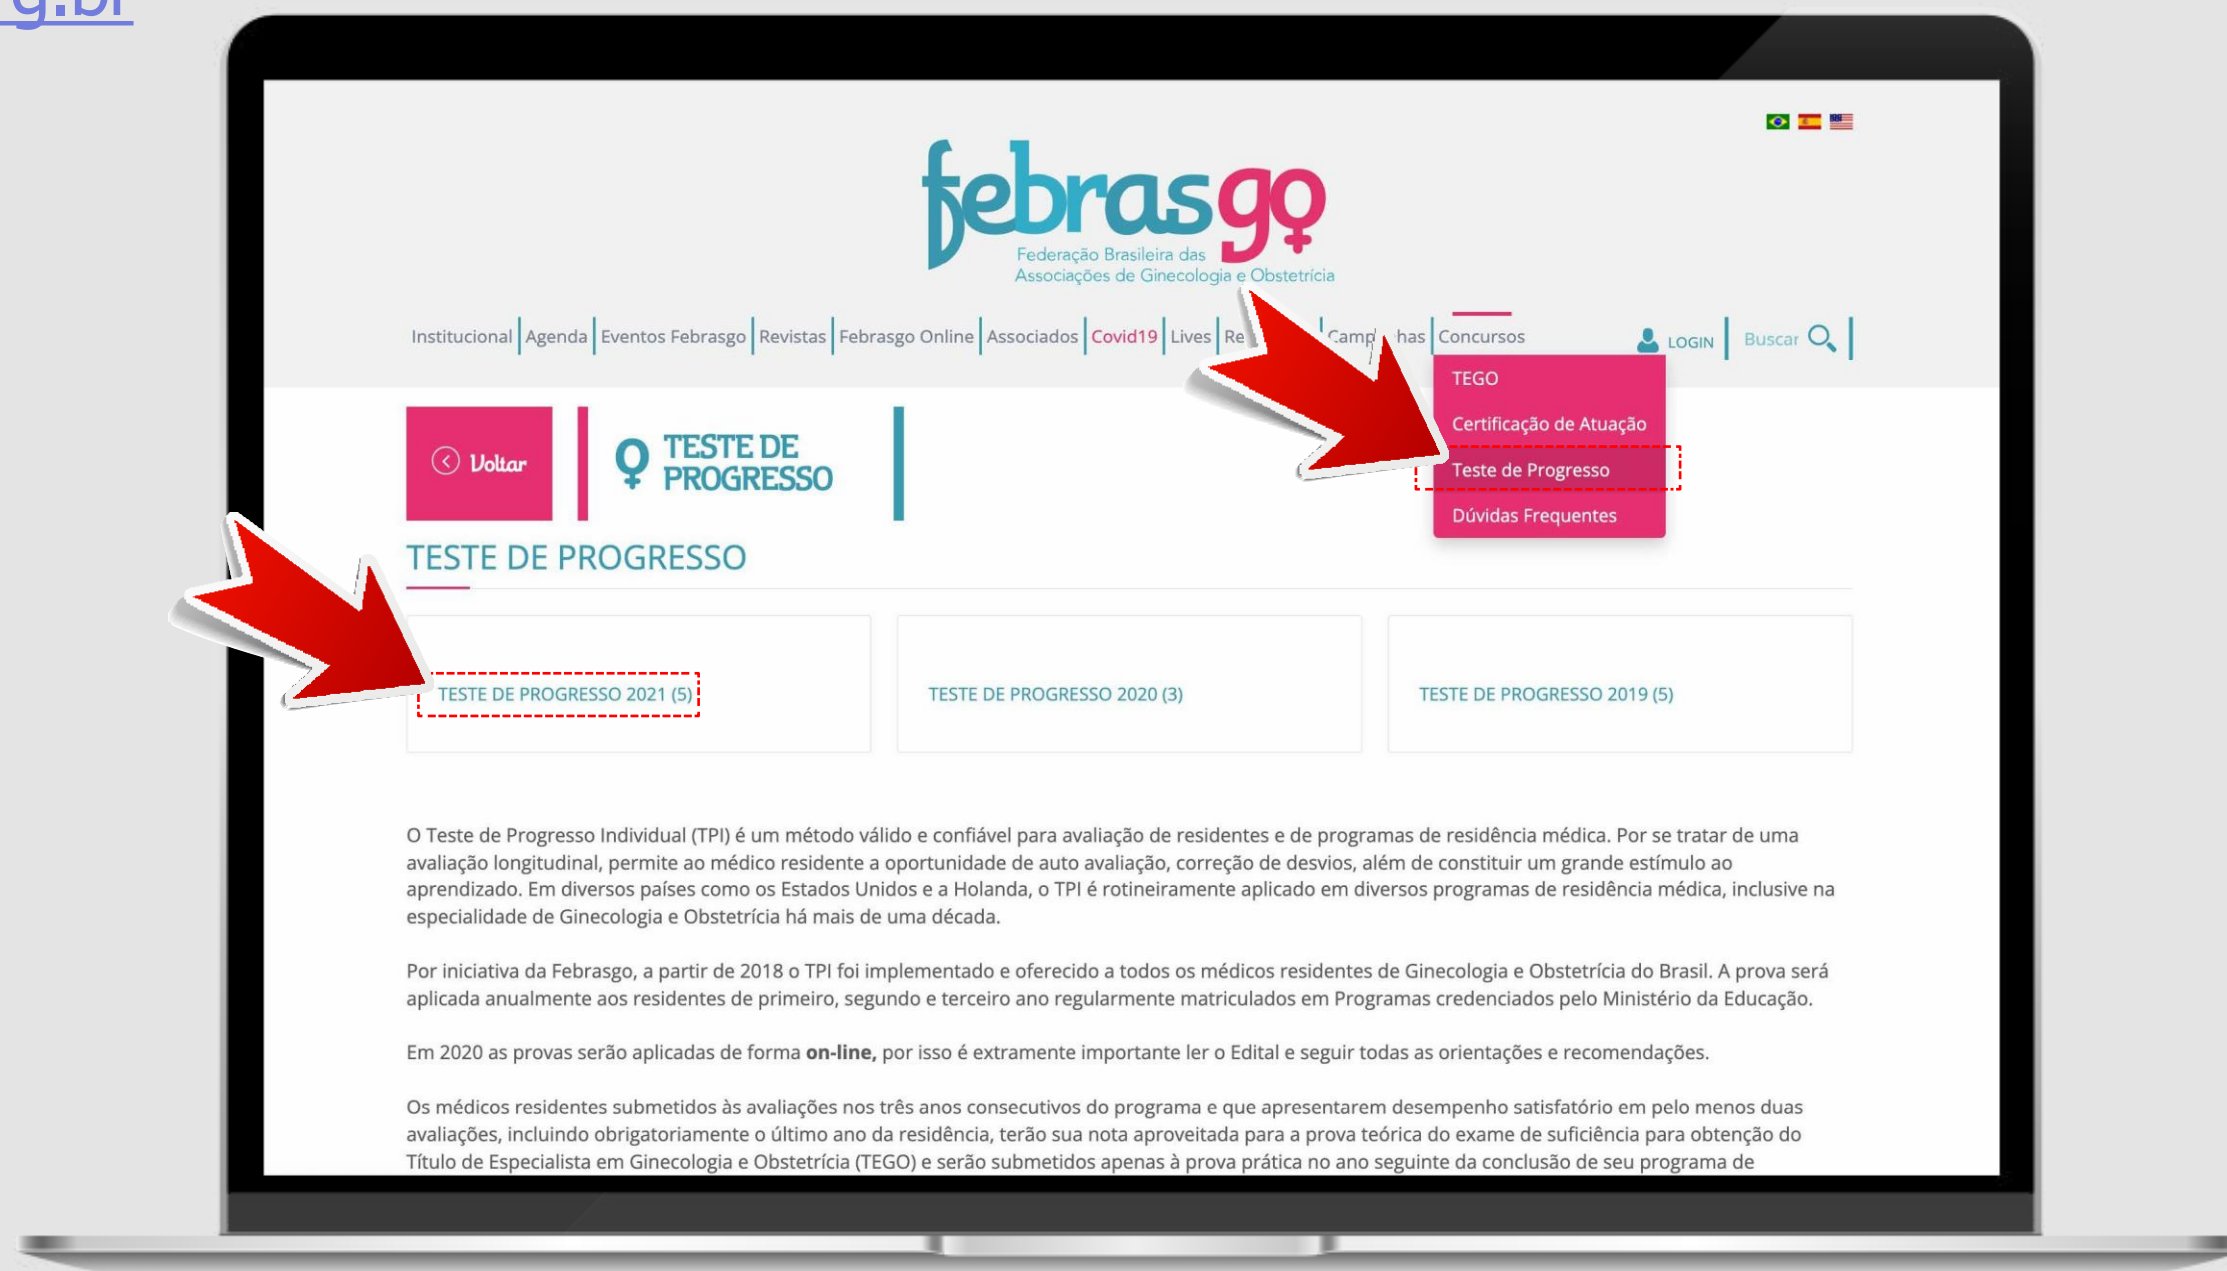 g.br
febrasgo
Federação Brasileira das
Associações de Ginecologia e Obstetrícia
Institucional Agenda Eventos Febrasgo Revistas Febrasgo Online Associados Covid19 Lives Concursos LOGIN Buscar
TEGO
Certificação de Atuação
Teste de Progresso
Dúvidas Frequentes
Voltar
TESTE DE
PROGRESSO
TESTE DE PROGRESSO
TESTE DE PROGRESSO 2021 (5)
TESTE DE PROGRESSO 2020 (3)
TESTE DE PROGRESSO 2019 (5)
O Teste de Progresso Individual (TPI) é um método válido e confiável para avaliação de residentes e de programas de residência médica. Por se tratar de uma
avaliação longitudinal, permite ao médico residente a oportunidade de auto avaliação, correção de desvios, além de constituir um grande estímulo ao
aprendizado. Em diversos países como os Estados Unidos e a Holanda, o TPI é rotineiramente aplicado em diversos programas de residência médica, inclusive na
especialidade de Ginecologia e Obstetrícia há mais de uma década.
Por iniciativa da Febrasgo, a partir de 2018 o TPI foi implementado e oferecido a todos os médicos residentes de Ginecologia e Obstetrícia do Brasil. A prova será
aplicada anualmente aos residentes de primeiro, segundo e terceiro ano regularmente matriculados em Programas credenciados pelo Ministério da Educação.
Em 2020 as provas serão aplicadas de forma on-line, por isso é extramente importante ler o Edital e seguir todas as orientações e recomendações.
Os médicos residentes submetidos às avaliações nos três anos consecutivos do programa e que apresentarem desempenho satisfatório em pelo menos duas
avaliações, incluindo obrigatoriamente o último ano da residência, terão sua nota aproveitada para a prova teórica do exame de suficiência para obtenção do
Título de Especialista em Ginecologia e Obstetrícia (TEGO) e serão submetidos apenas à prova prática no ano seguinte da conclusão de seu programa de